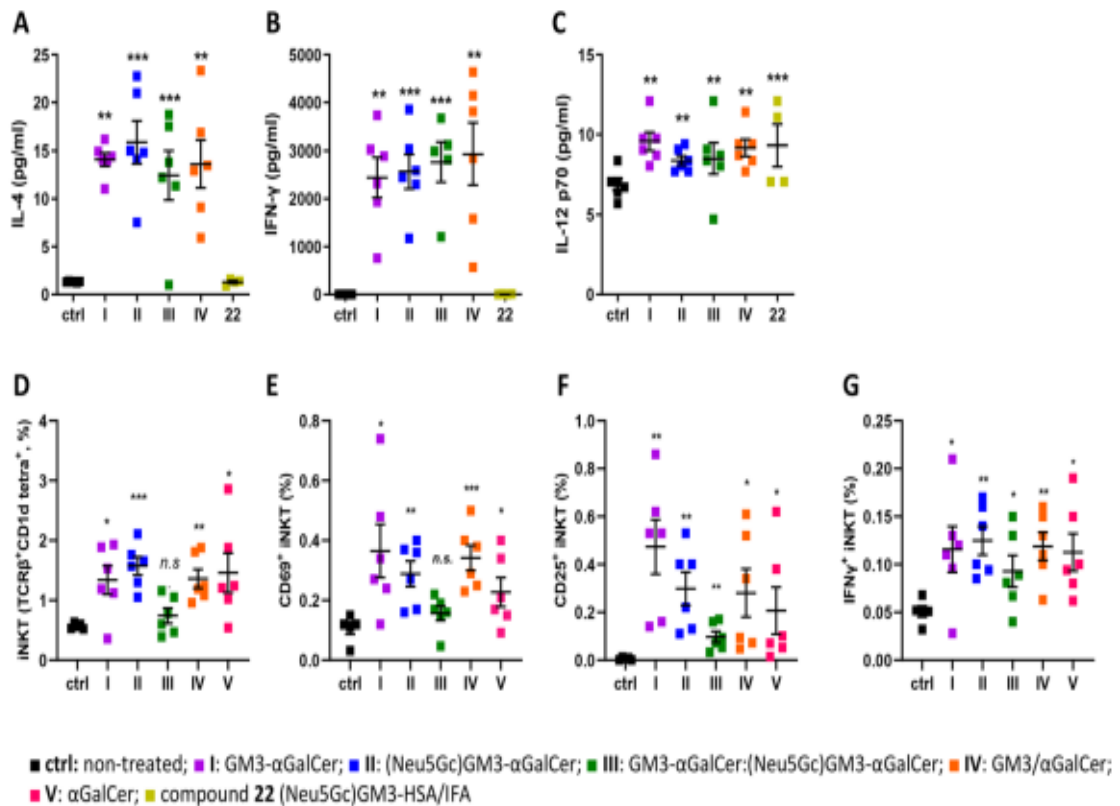 A
B
C
IL-4 (pg/ml)
25
20
15
10
5
0
** *** *** **
ctrl I II III IV 22
IFN-γ (pg/ml)
5000
4000
3000
2000
1000
0
** *** *** **
ctrl I II III IV 22
IL-12 p70 (pg/ml)
15
10
5
0
** ** ** ** ***
ctrl I II III IV 22
D
E
F
G
iNKT (TCRβ+CD1d tetra+, %)
4
3
2
1
0
* *** n.s ** *
ctrl I II III IV V
CD69+ iNKT (%)
0.8
0.6
0.4
0.2
0.0
* ** n.s. *** *
ctrl I II III IV V
CD25+ iNKT (%)
1.0
0.8
0.6
0.4
0.2
0.0
** ** ** * *
ctrl I II III IV V
IFNγ+ iNKT (%)
0.25
0.20
0.15
0.10
0.05
0.00
* ** * ** *
ctrl I II III IV V
ctrl: non-treated; I: GM3-αGalCer; II: (Neu5Gc)GM3-αGalCer; III: GM3-αGalCer:(Neu5Gc)GM3-αGalCer; IV: GM3/αGalCer;
V: αGalCer; compound 22 (Neu5Gc)GM3-HSA/IFA